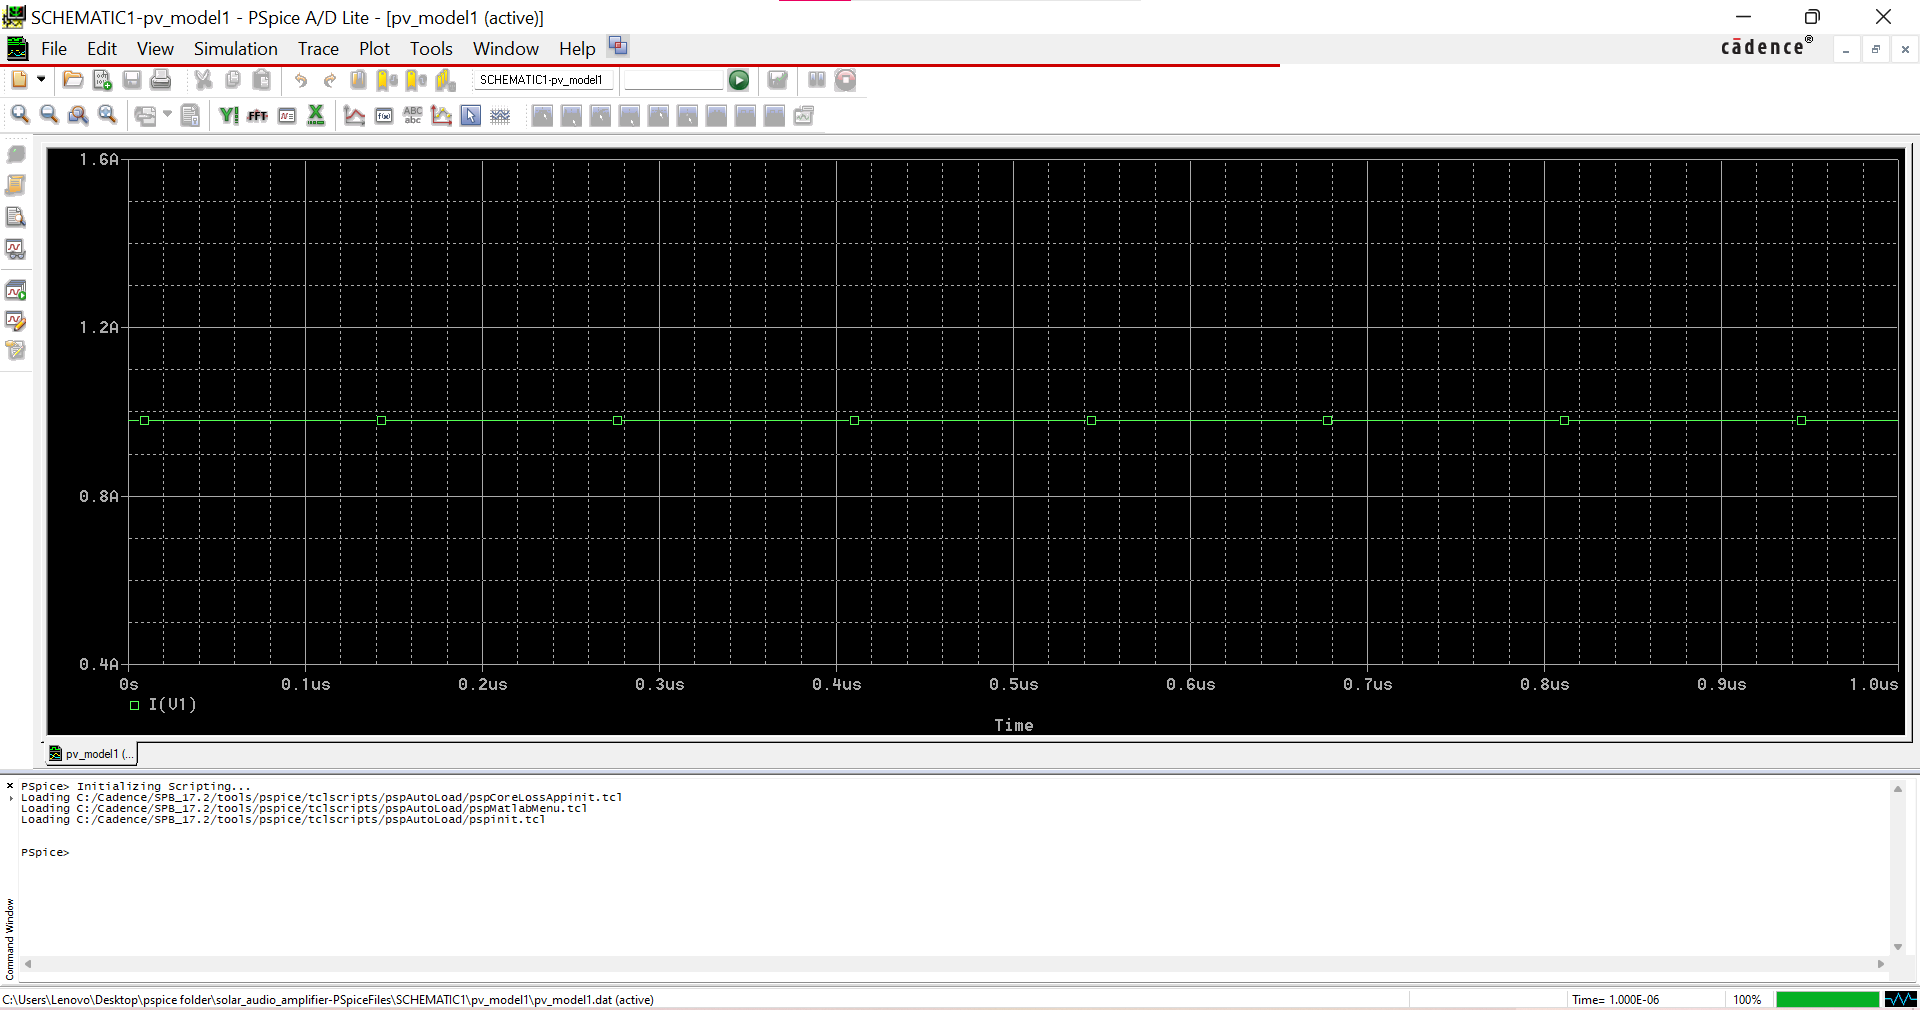 SCHEMATIC1-pv_model1 - PSpice A/D Lite - [pv_model1 (active)]
File Edit View Simulation Trace Plot Tools Window Help
cādence®
SCHEMATIC1-pv_model1
FFT
ABC
abc
1.6A
1.2A
0.8A
0.4A
0s 0.1us 0.2us 0.3us 0.4us 0.5us 0.6us 0.7us 0.8us 0.9us 1.0us
I(V1)
Time
pv_model1 (...
PSpice> Initializing Scripting...
Loading C:/Cadence/SPB_17.2/tools/pspice/tclscripts/pspAutoLoad/pspCoreLossAppinit.tcl
Loading C:/Cadence/SPB_17.2/tools/pspice/tclscripts/pspAutoLoad/pspMatlabMenu.tcl
Loading C:/Cadence/SPB_17.2/tools/pspice/tclscripts/pspAutoLoad/pspinit.tcl
PSpice>
Command Window
C:\Users\Lenovo\Desktop\pspice folder\solar_audio_amplifier-PSpiceFiles\SCHEMATIC1\pv_model1\pv_model1.dat (active)
Time= 1.000E-06
100%